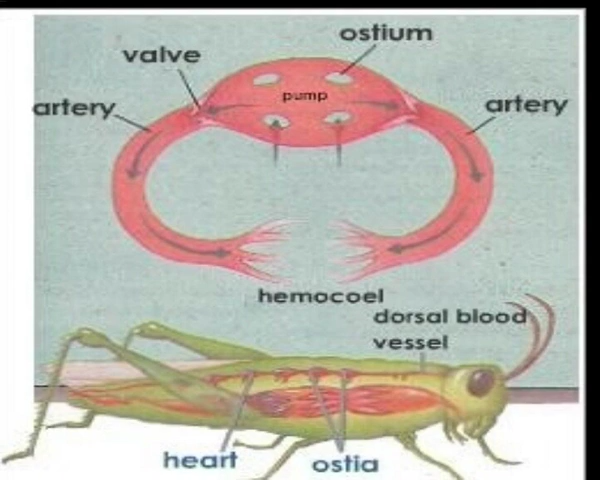 ostium
valve
pump
artery
artery
hemocoel
dorsal blood
vessel
heart
ostia